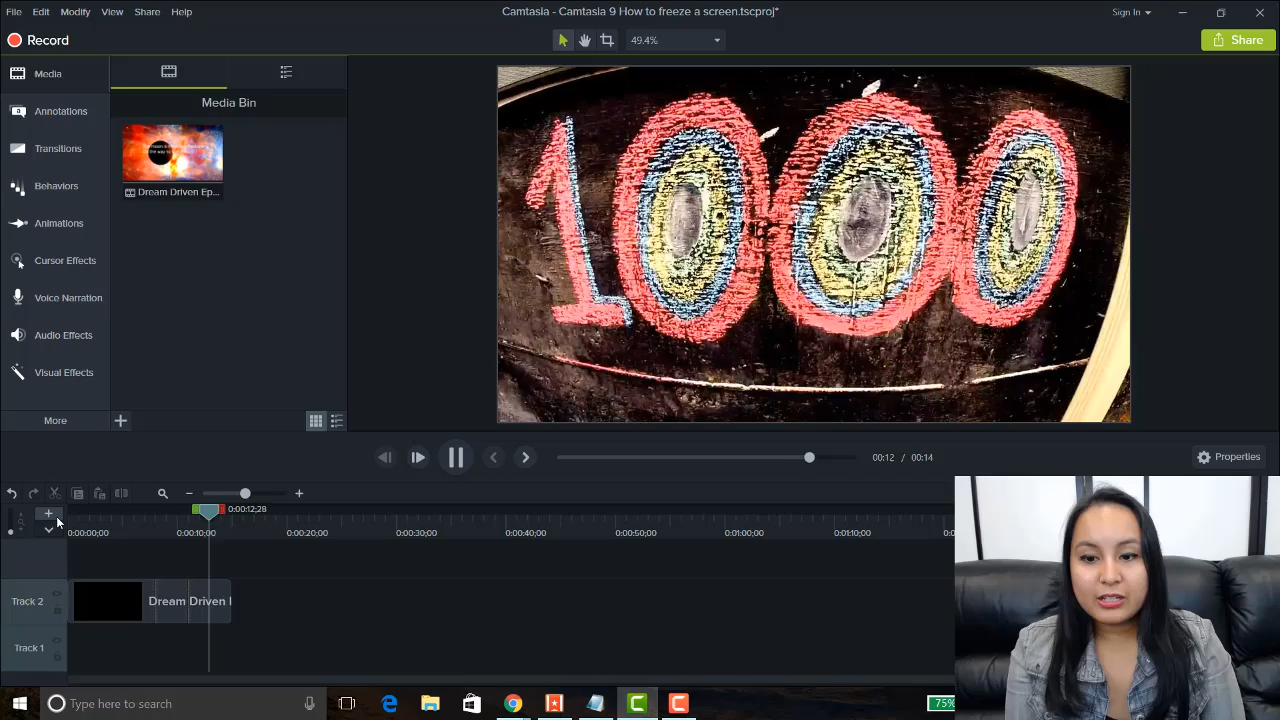 File Edit Modify View Share Help
Camtasia - Camtasia 9 How to freeze a screen.tscproj*
Sign In
Record
49.4%
Share
Media
Annotations
Transitions
Behaviors
Animations
Cursor Effects
Voice Narration
Audio Effects
Visual Effects
More
Media Bin
Dream Driven Ep...
1000
00:12 / 00:14
Properties
0:00:12;28
0:00:00;00 0:00:10;00 0:00:20;00 0:00:30;00 0:00:40;00 0:00:50;00 0:01:00;00 0:01:10;00
Track 2
Dream Driven
Track 1
Type here to search
75%